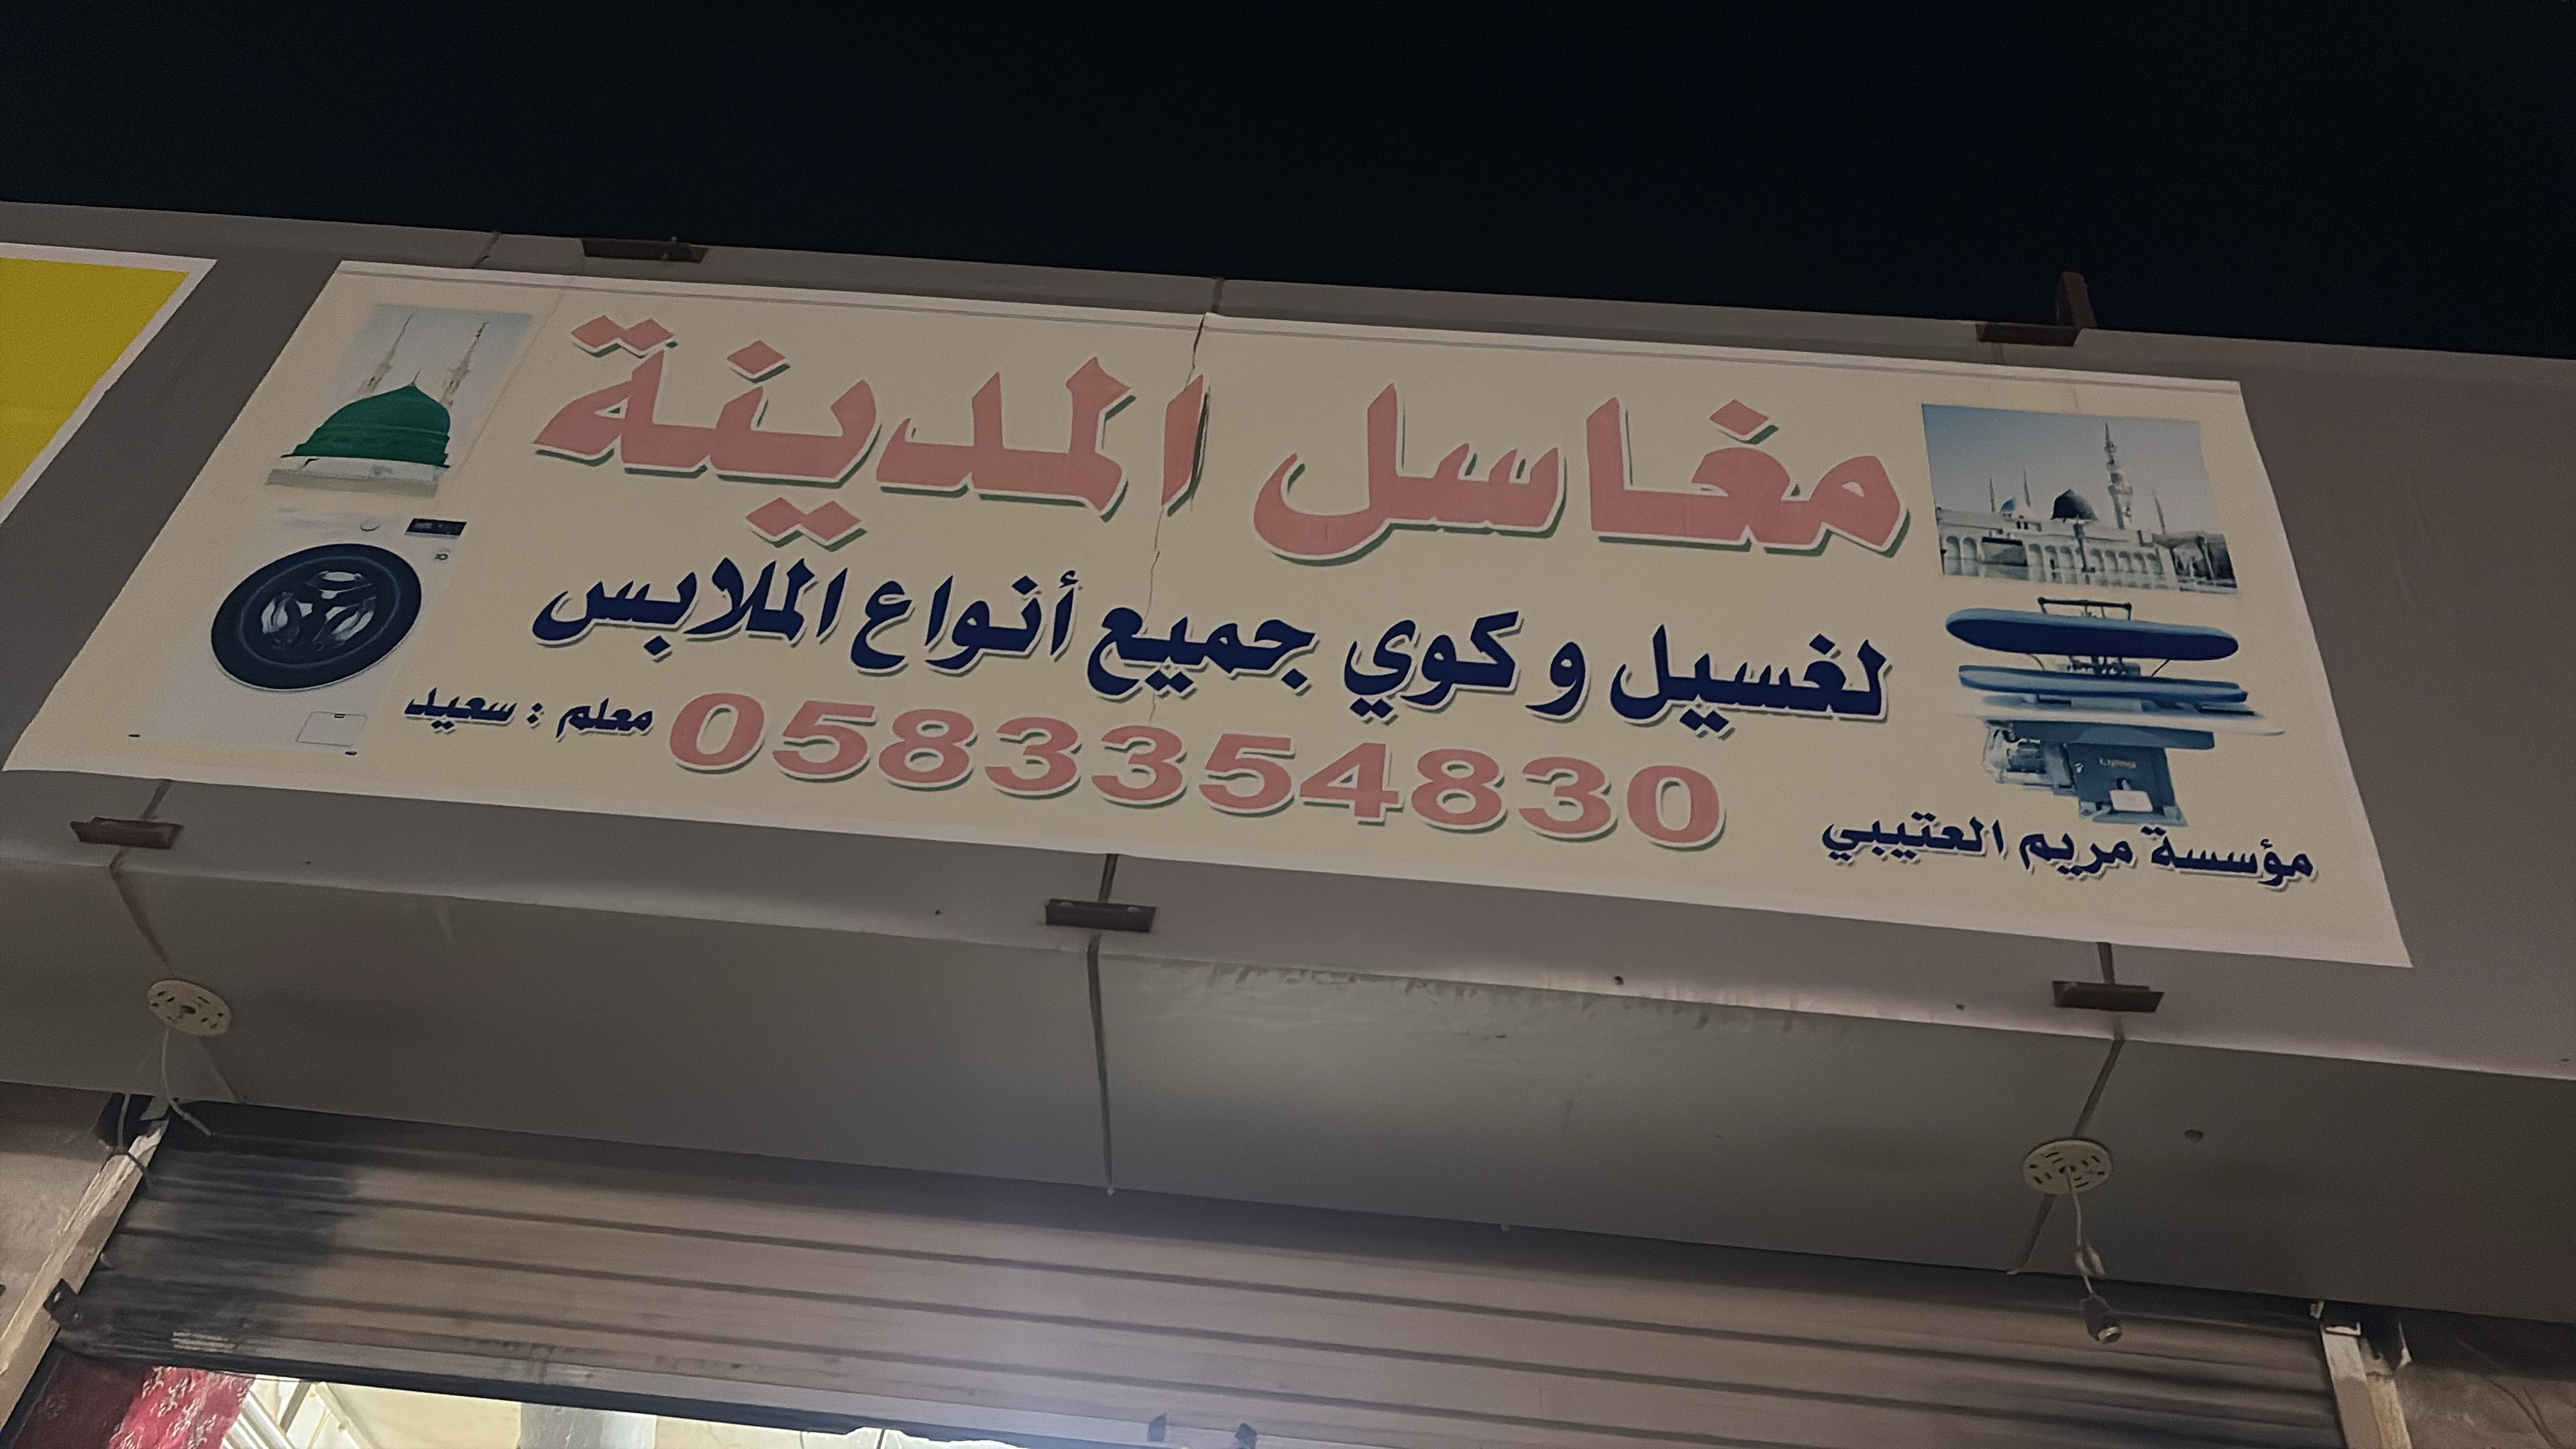 مغاسل المدينة
لغسيل و كوي جميع أنواع الملابس
0583354830
معلم : سعيد
مؤسسة مريم العتيبي